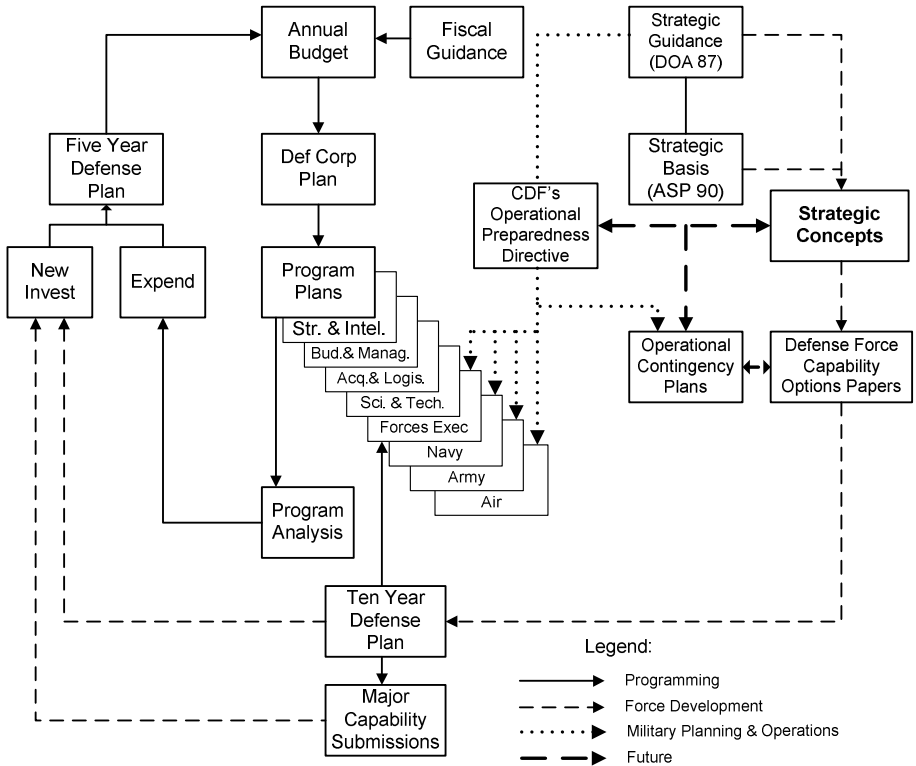 Annual
Budget
Fiscal
Guidance
Strategic
Guidance
(DOA 87)
Five Year
Defense
Plan
Def Corp
Plan
Strategic
Basis
(ASP 90)
CDF's
Operational
Preparedness
Directive
Strategic
Concepts
New
Invest
Expend
Program
Plans
Str. & Intel.
Bud.& Manag.
Acq.& Logis.
Sci. & Tech.
Forces Exec
Navy
Army
Air
Operational
Contingency
Plans
Defense Force
Capability
Options Papers
Program
Analysis
Ten Year
Defense
Plan
Major
Capability
Submissions
Legend:
Programming
Force Development
Military Planning & Operations
Future